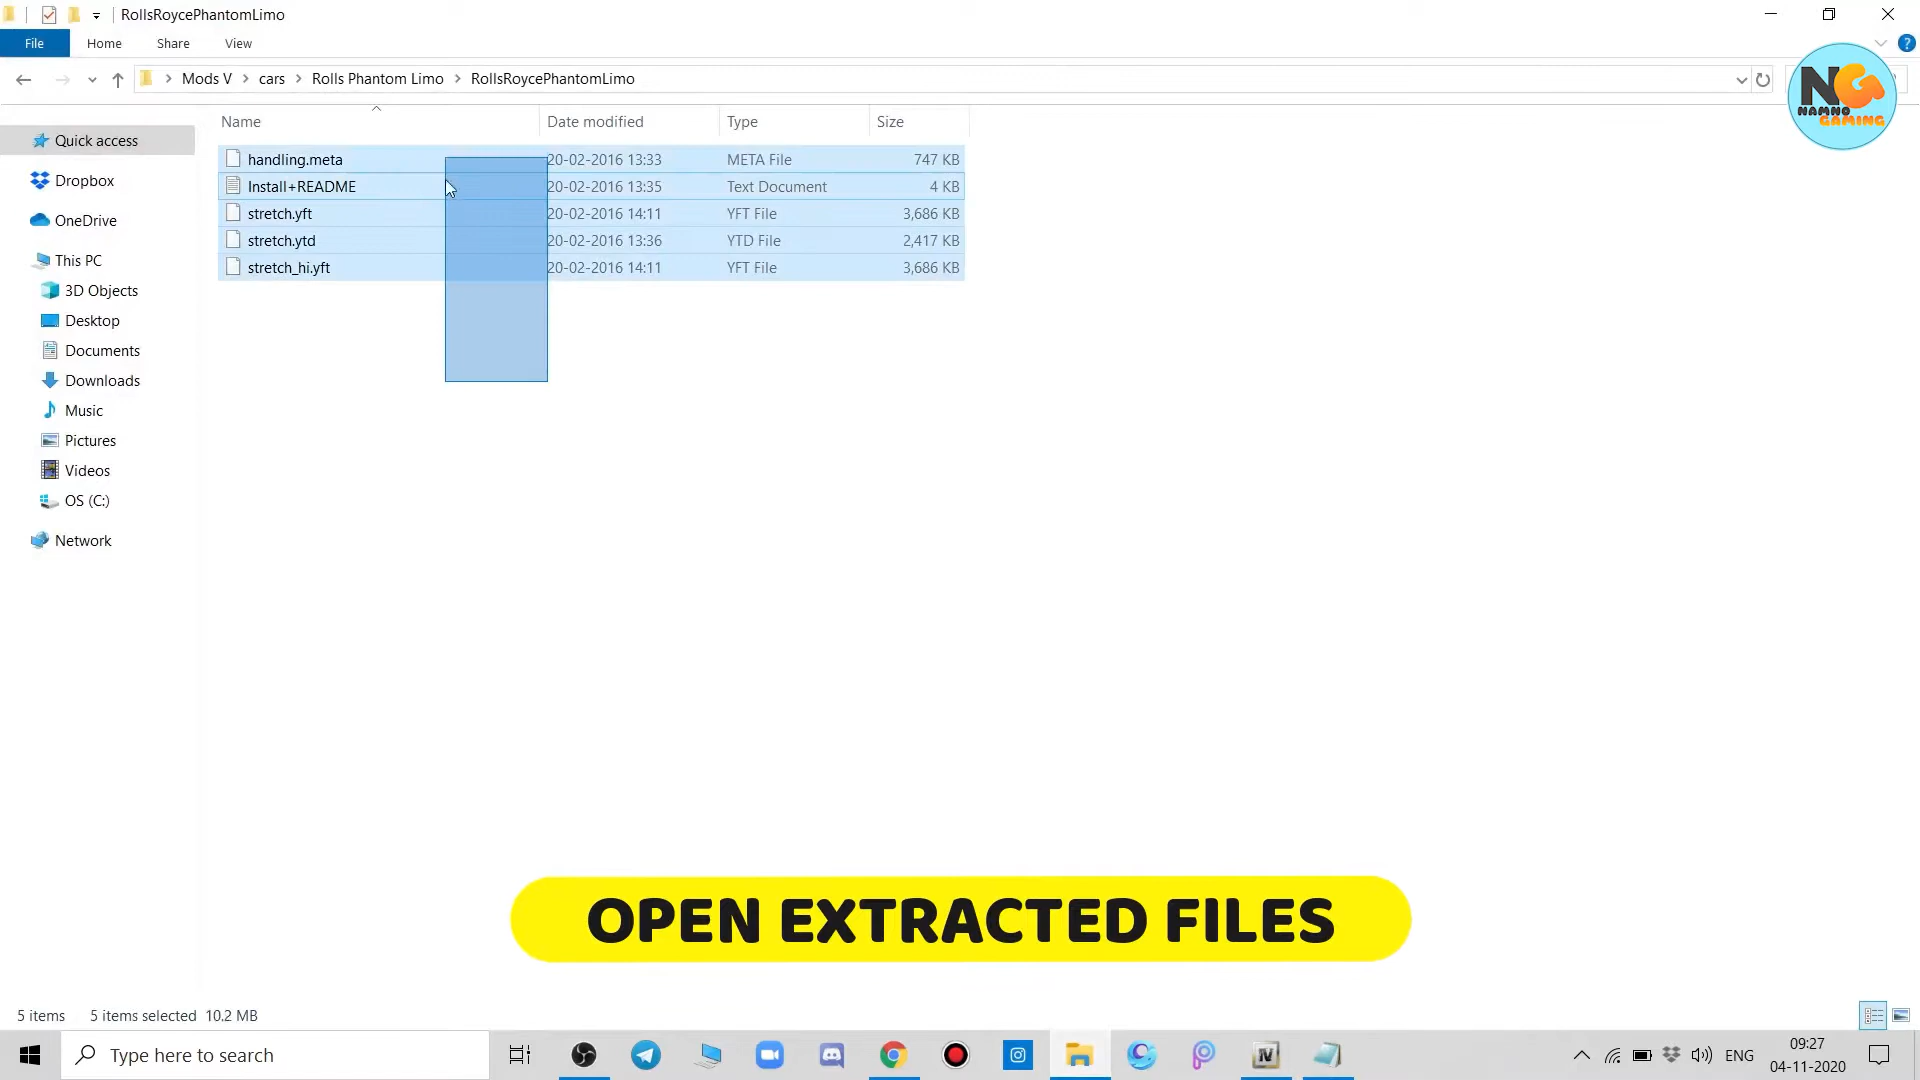 RollsRoycePhantomLimo
File Home Share View
Mods V cars Rolls Phantom Limo RollsRoycePhantomLimo
NG NAMNO GAMING
Name Date modified Type Size
Quick access
Dropbox
OneDrive
This PC
3D Objects
Desktop
Documents
Downloads
Music
Pictures
Videos
OS (C:)
Network
handling.meta 20-02-2016 13:33 META File 747 KB
Install+README 20-02-2016 13:35 Text Document 4 KB
stretch.yft 20-02-2016 14:11 YFT File 3,686 KB
stretch.ytd 20-02-2016 13:36 YTD File 2,417 KB
stretch_hi.yft 20-02-2016 14:11 YFT File 3,686 KB
OPEN EXTRACTED FILES
5 items 5 items selected 10.2 MB
Type here to search
ENG
09:27
04-11-2020